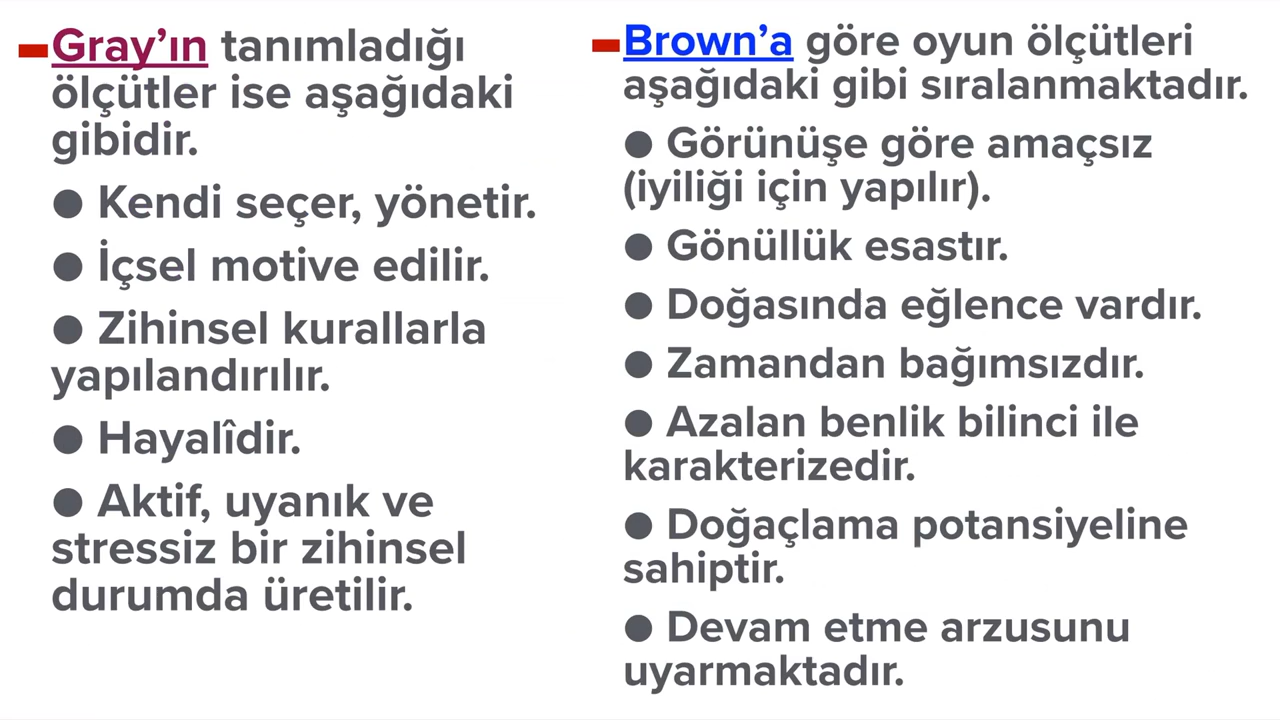 Gray’ın tanımladığı
ölçütler ise aşağıdaki
gibidir.
● Kendi seçer, yönetir.
● İçsel motive edilir.
● Zihinsel kurallarla
yapılandırılır.
● Hayalîdir.
● Aktif, uyanık ve
stressiz bir zihinsel
durumda üretilir.
Brown’a göre oyun ölçütleri
aşağıdaki gibi sıralanmaktadır.
● Görünüşe göre amaçsız
(iyiliği için yapılır).
● Gönüllük esastır.
● Doğasında eğlence vardır.
● Zamandan bağımsızdır.
● Azalan benlik bilinci ile
karakterizedir.
● Doğaçlama potansiyeline
sahiptir.
● Devam etme arzusunu
uyarmaktadır.